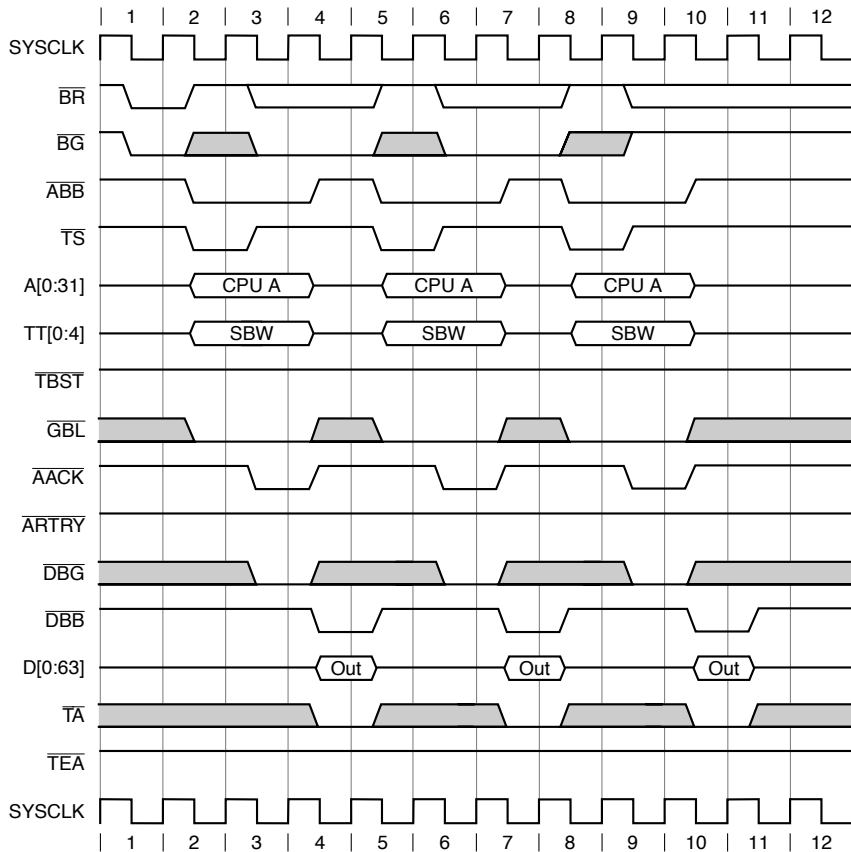 1 2 3 4 5 6 7 8 9 10 11 12
SYSCLK
BR
BG
ABB
TS
A[0:31] CPU A CPU A CPU A
TT[0:4] SBW SBW SBW
TBST
GBL
AACK
ARTRY
DBG
DBB
D[0:63] Out Out Out
TA
TEA
SYSCLK
1 2 3 4 5 6 7 8 9 10 11 12